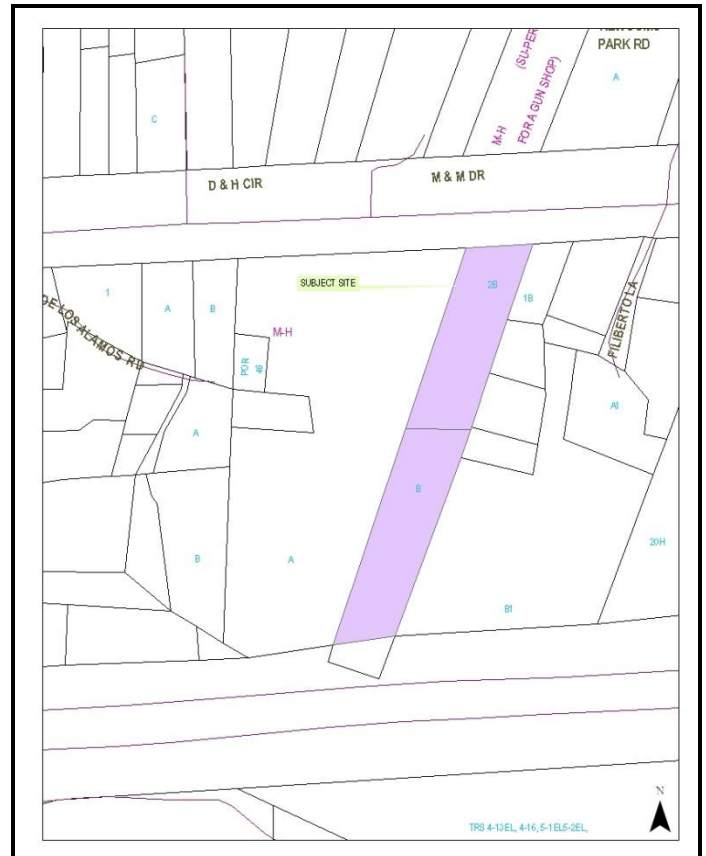 PARK RD
(SU-PER
FOR A GUN SHOP)
M-H
A
C
D & H CIR
M & M DR
SUBJECT SITE
2B
1B
1
A
B
DE LOS ALAMOS RD
M-H
POR
4B
PILIBERTO LA
A1
A
B
B
A
20H
B1
N
TRS 4-13EL, 4-16, 5-1EL5-2EL,